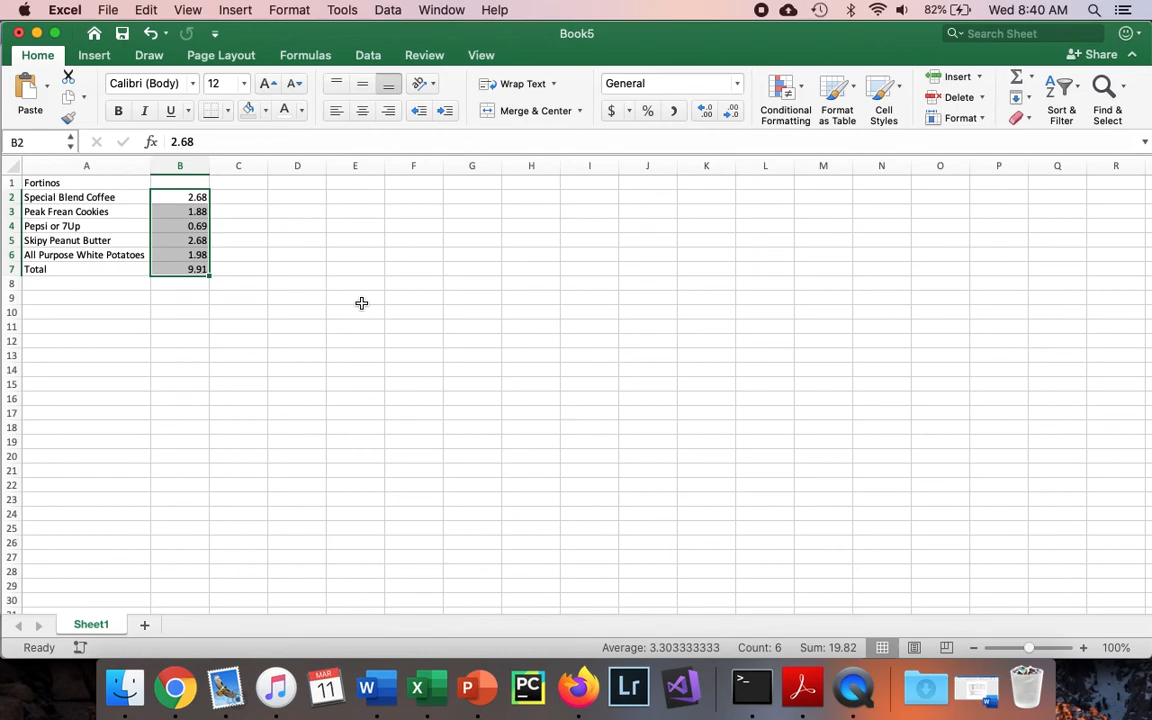 Excel File Edit View Insert Format Tools Data Window Help 82% Wed 8:40 AM
Book5 Search Sheet
Home Insert Draw Page Layout Formulas Data Review View Share
Paste Calibri (Body) 12 A A Wrap Text General Conditional Formatting Format as Table Cell Styles Insert Sort & Filter Find & Select
B I U A Merge & Center $ % Delete
Format
B2 fx 2.68
A B C D E F G H I J K L M N O P Q R
1 Fortinos
2 Special Blend Coffee 2.68
3 Peak Frean Cookies 1.88
4 Pepsi or 7Up 0.69
5 Skipy Peanut Butter 2.68
6 All Purpose White Potatoes 1.98
7 Total 9.91
8
9
10
11
12
13
14
15
16
17
18
19
20
21
22
23
24
25
26
27
28
29
30
Sheet1 +
Ready Average: 3.303333333 Count: 6 Sum: 19.82 100%
MAR 11 W X P PC Lr